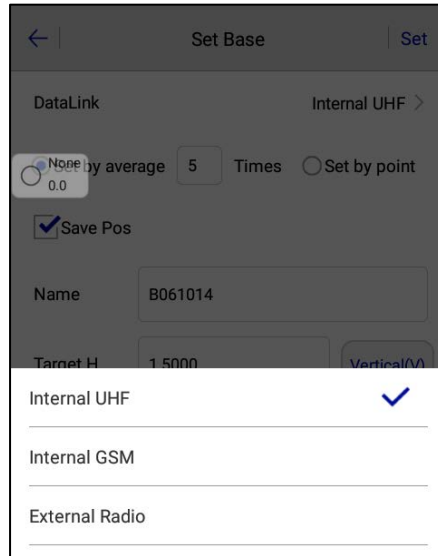 Set Base Set
DataLink Internal UHF
None
0.0
by average 5 Times Set by point
Save Pos
Name B061014
Target H 1.5000 Vertical(V)
Internal UHF
Internal GSM
External Radio